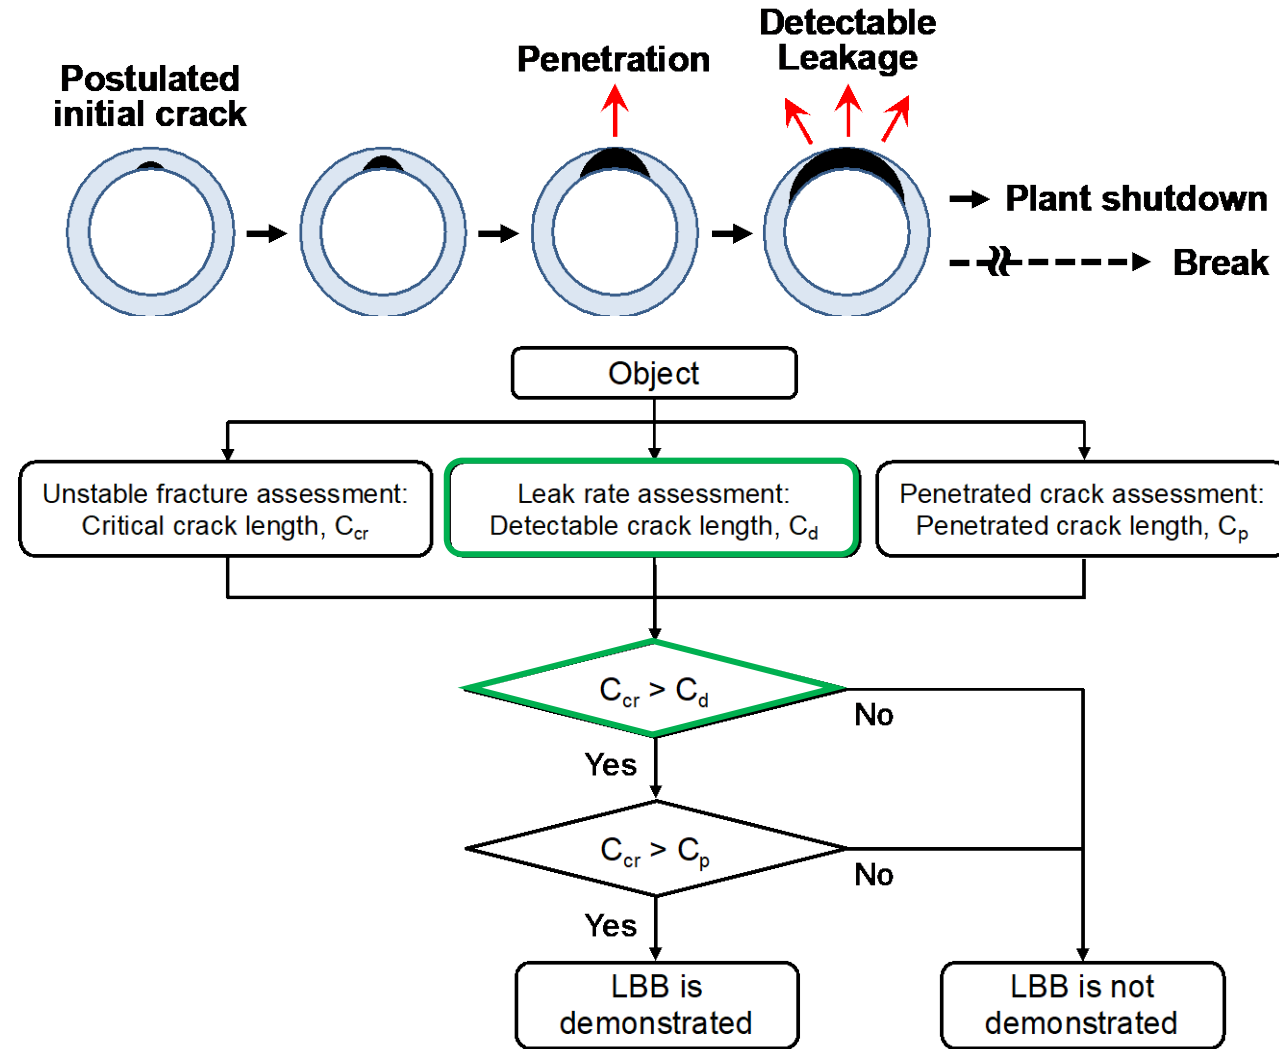 Postulated
initial crack
Penetration
Detectable
Leakage
Plant shutdown
Break
Object
Unstable fracture assessment:
Critical crack length, Ccr
Leak rate assessment:
Detectable crack length, Cd
Penetrated crack assessment:
Penetrated crack length, Cp
Ccr > Cd
No
Yes
Ccr > Cp
No
Yes
LBB is
demonstrated
LBB is not
demonstrated